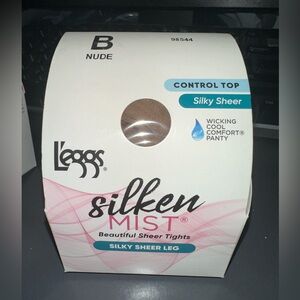 B
NUDE
98544
CONTROL TOP
Silky Sheer
WICKING
COOL
COMFORT®
PANTY
L'eggs®
silken
MIST®
Beautiful Sheer Tights
SILKY SHEER LEG